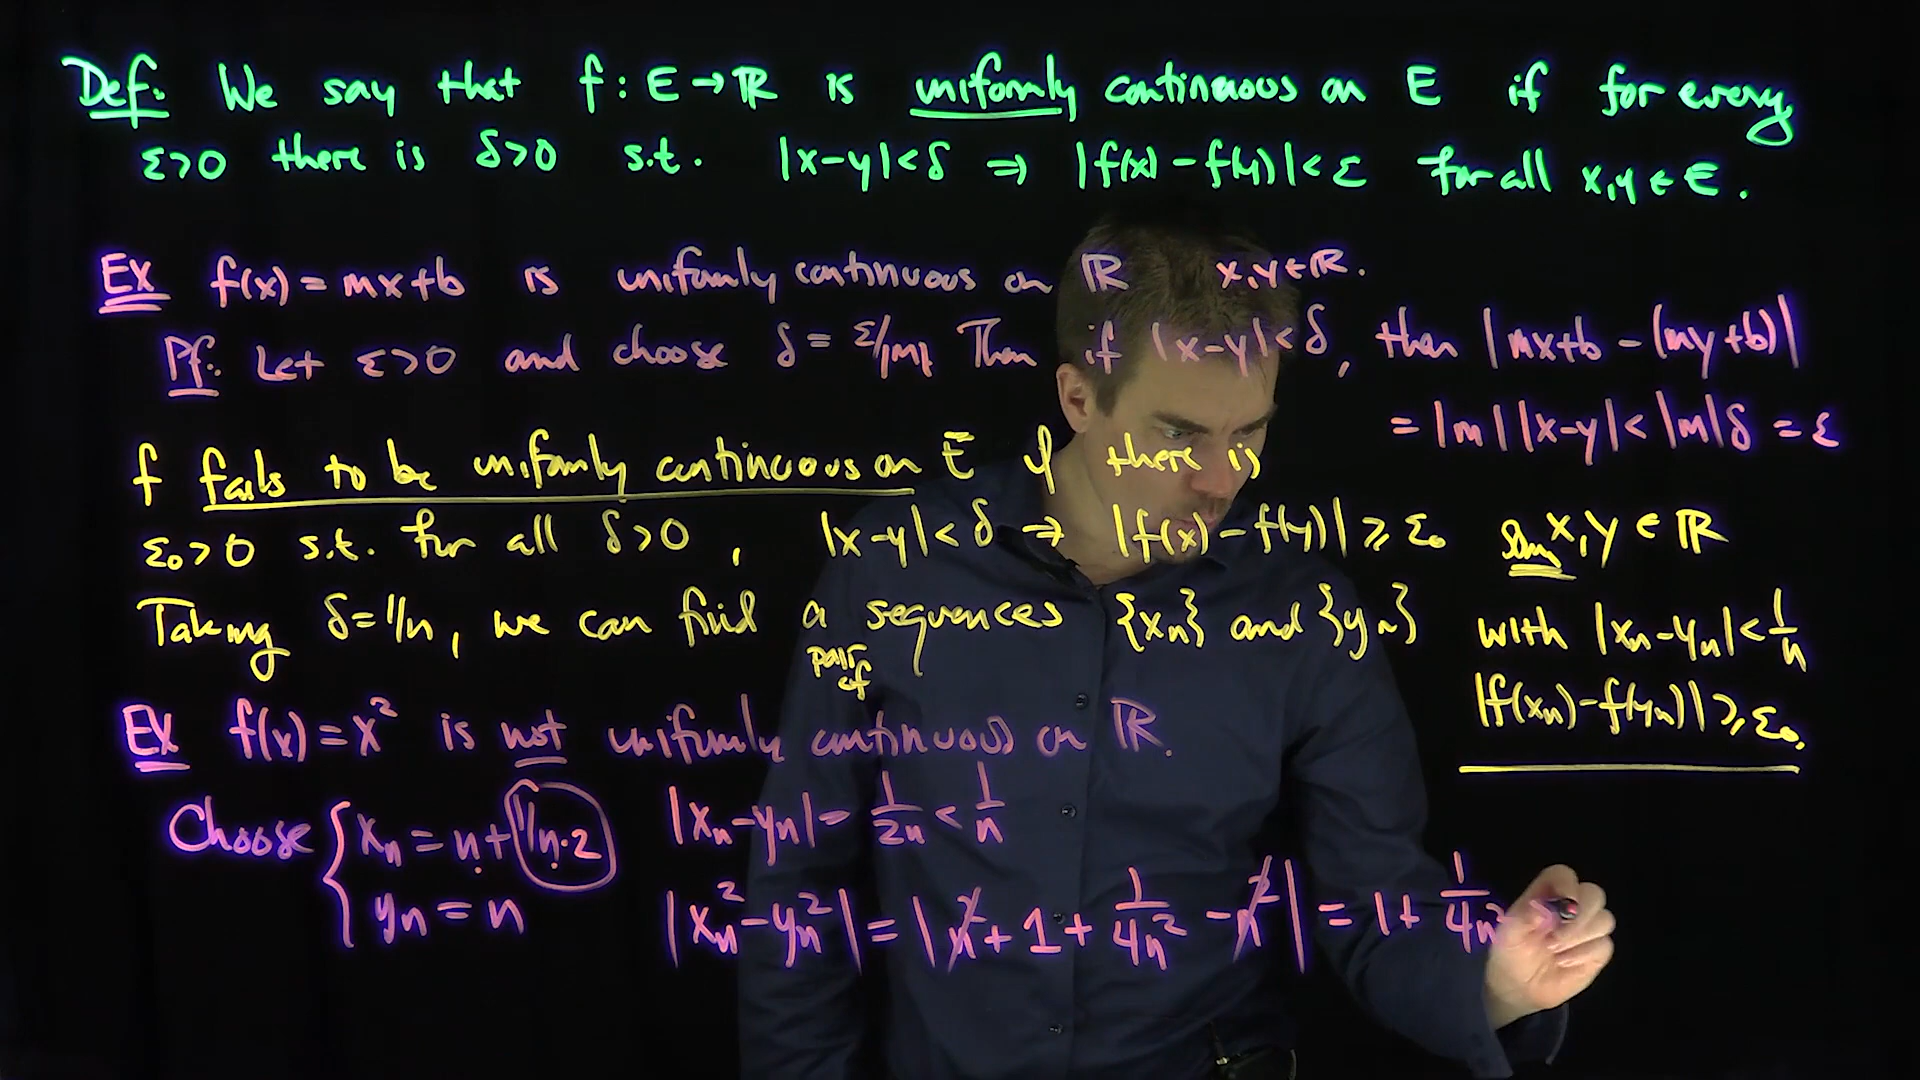 Def: We say that f: E→ℝ is uniformly continuous on E if for every
ε>0 there is δ>0 s.t. |x-y|<δ ⇒ |f(x)-f(y)|<ε for all x,y ∈ E.
Ex f(x)=mx+b is uniformly continuous on ℝ x,y∈ℝ.
Pf: Let ε>0 and choose δ=ε/|m|. Then if |x-y|<δ, then |mx+b-(my+b)|
=|m||x-y|<|m|δ=ε
f fails to be uniformly continuous on E if there is
ε₀>0 s.t. for all δ>0, |x-y|<δ ⇒ |f(x)-f(y)|≥ε₀ some x,y ∈ ℝ
Taking δ=1/n, we can find a pair of sequences {xₙ} and {yₙ} with |xₙ-yₙ|<1/n
|f(xₙ)-f(yₙ)|≥ε₀.
Ex f(x)=x² is not uniformly continuous on ℝ.
Choose { xₙ=n+1/n·2 |xₙ-yₙ|=1/2n<1/n
yₙ=n |xₙ²-yₙ²|=|n²+1+1/4n²-n²|=1+1/4n²